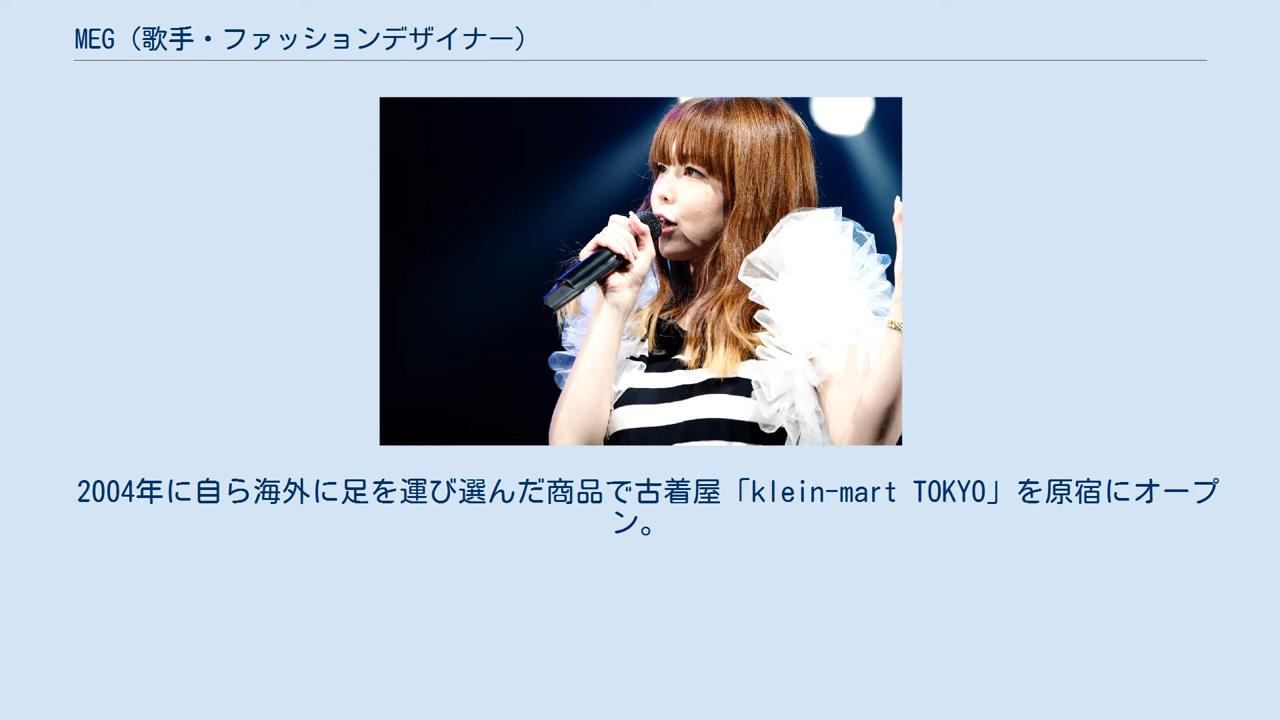 MEG（歌手・ファッションデザイナー）
2004年に自ら海外に足を運び選んだ商品で古着屋「klein-mart TOKYO」を原宿にオープ
ン。